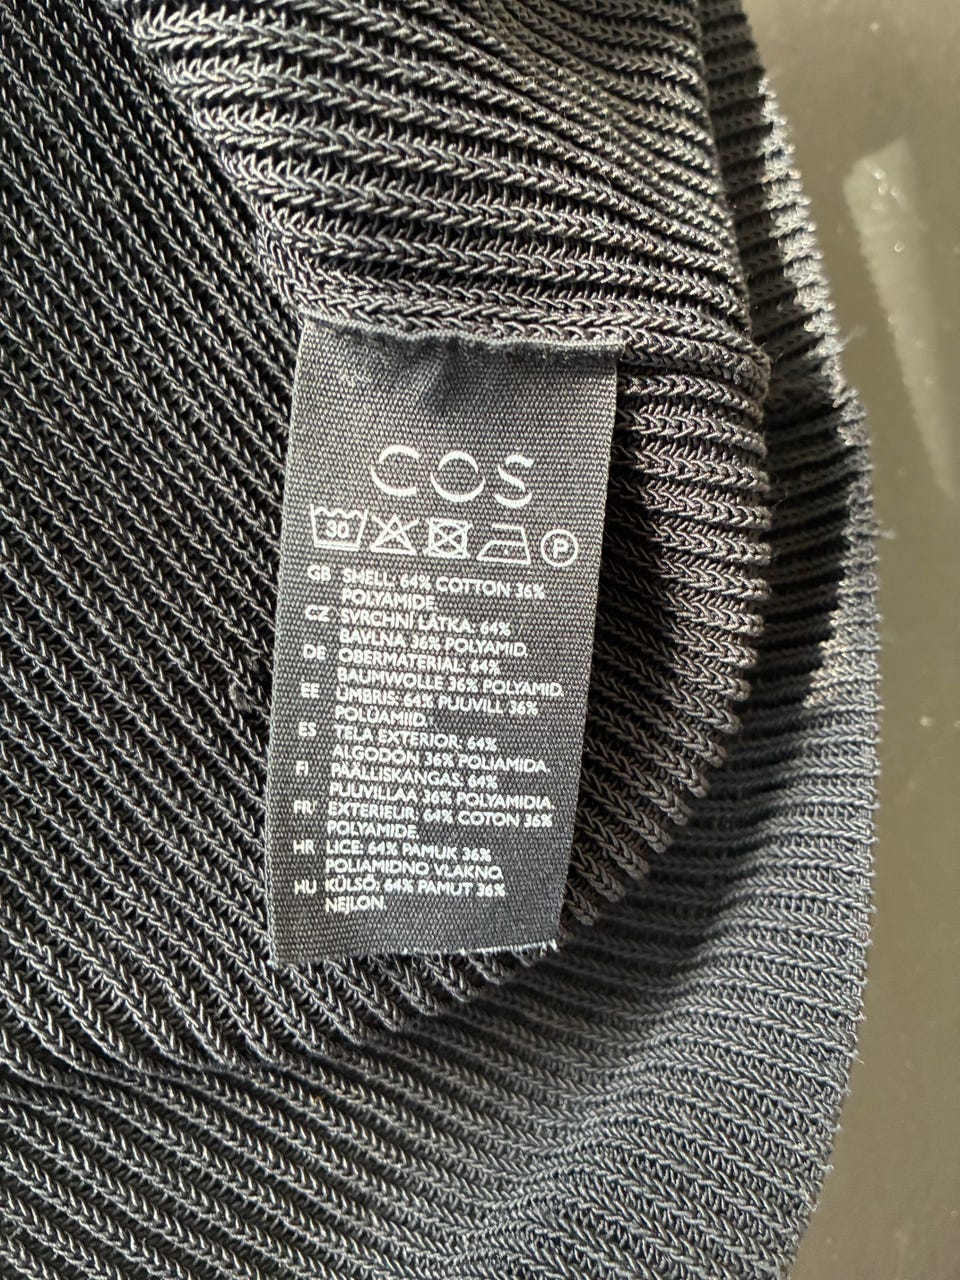 COS
30 P
GB SHELL: 64% COTTON 36%
POLYAMIDE.
CZ SVRCHNÍ LÁTKA: 64%
BAVLNA 36% POLYAMID.
DE OBERMATERIAL: 64%
BAUMWOLLE 36% POLYAMID.
EE ÜMBRIS: 64% PUUVILL 36%
POLÜAMIID.
ES TELA EXTERIOR: 64%
ALGODÓN 36% POLIAMIDA.
FI PÄÄLLISKANGAS: 64%
PUUVILLAA 36% POLYAMIDIA
FR EXTÉRIEUR: 64% COTON 36%
POLYAMIDE.
HR LICE: 64% PAMUK 36%
POLIAMIDNO VLAKNO.
HU KÜLSŐ: 64% PAMUT 36%
NEJLON.